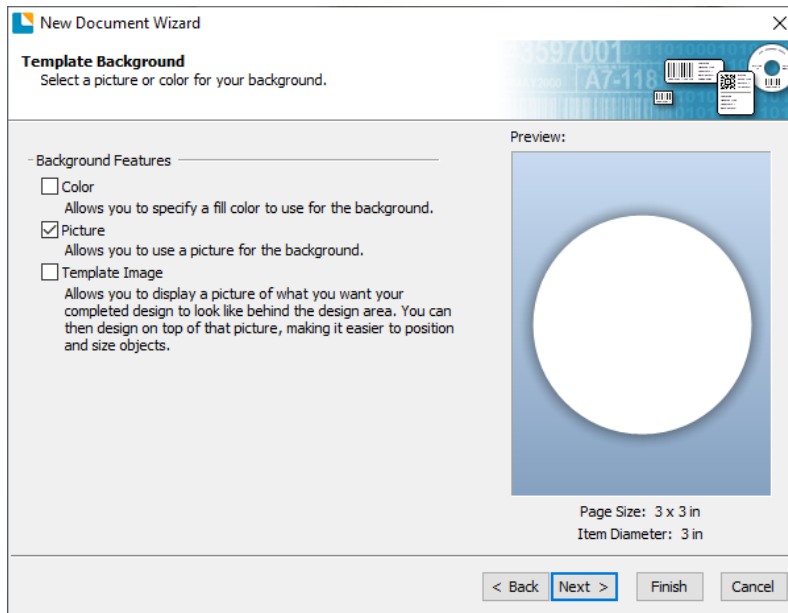 New Document Wizard
Template Background
Select a picture or color for your background.
A7-118
Preview:
Background Features
Color
Allows you to specify a fill color to use for the background.
Picture
Allows you to use a picture for the background.
Template Image
Allows you to display a picture of what you want your
completed design to look like behind the design area. You can
then design on top of that picture, making it easier to position
and size objects.
Page Size: 3 x 3 in
Item Diameter: 3 in
< Back
Next >
Finish
Cancel